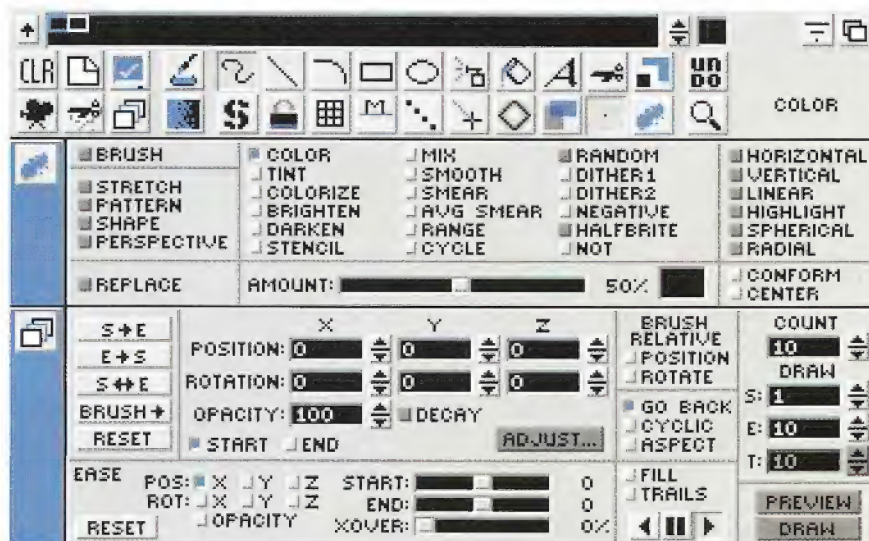 CLR A UNDO
$ M COLOR
BRUSH COLOR MIX RANDOM HORIZONTAL
TINT SMOOTH DITHER1 VERTICAL
STRETCH COLORIZE SMEAR DITHER2 LINEAR
PATTERN BRIGHTEN AVG SMEAR NEGATIVE HIGHLIGHT
SHAPE DARKEN RANGE HALFBRITE SPHERICAL
PERSPECTIVE STENCIL CYCLE NOT RADIAL
REPLACE AMOUNT: 50% CONFORM
CENTER
S→E X Y Z BRUSH RELATIVE COUNT
E→S POSITION: 0 0 0 POSITION 10
S↔E ROTATION: 0 0 0 ROTATE DRAW
BRUSH→ OPACITY: 100 DECAY GO BACK S: 1
RESET START END ADJUST... CYCLIC E: 10
ASPECT T: 10
EASE POS: X Y Z START: 0 FILL
ROT: X Y Z END: 0 TRAILS PREVIEW
RESET OPACITY XOVER: 0% DRAW